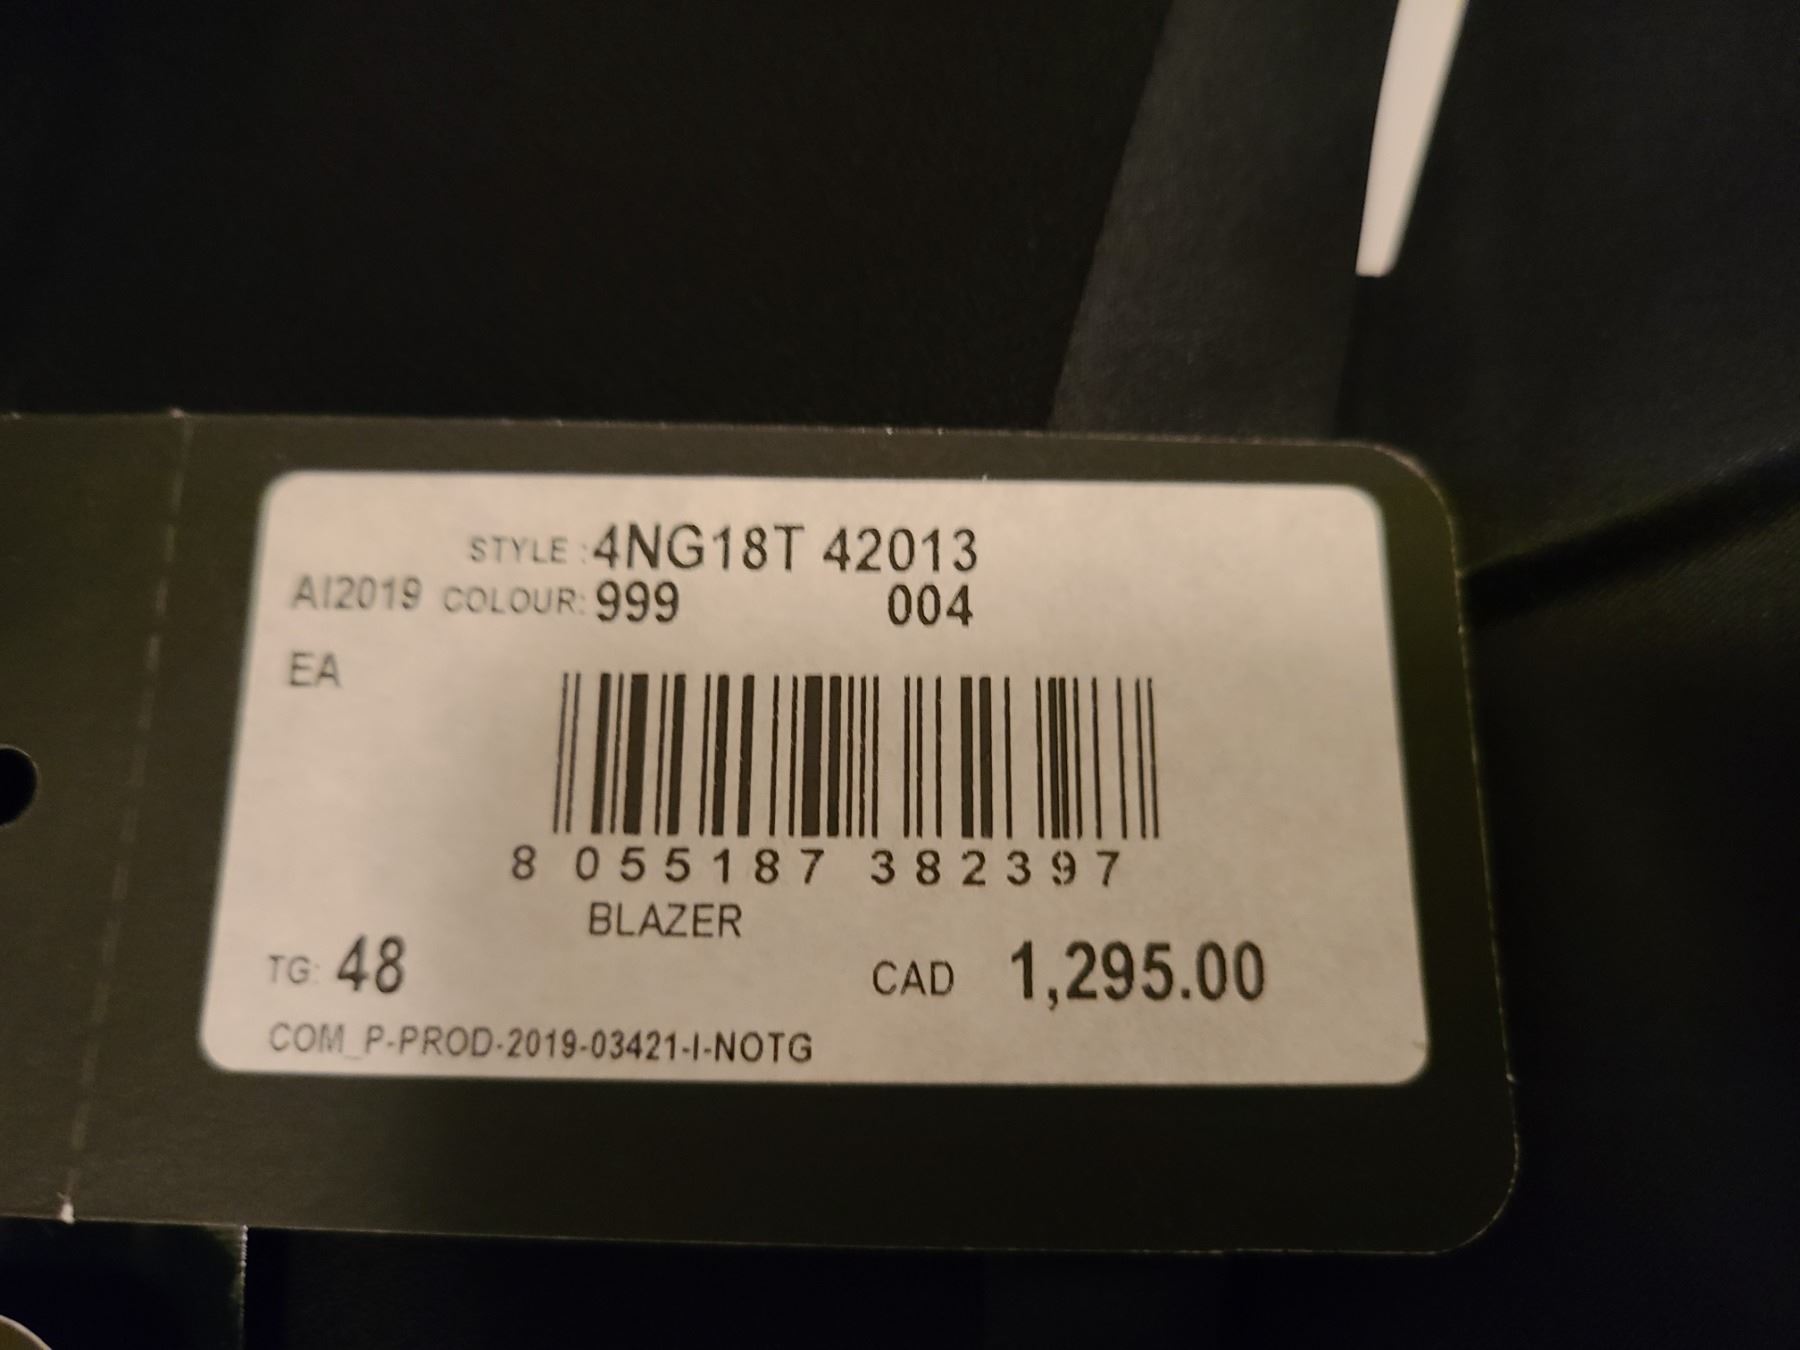 STYLE : 4NG18T 42013
AI2019 COLOUR: 999 004
EA
8 055187 382397
BLAZER
TG: 48 CAD 1,295.00
COM_P-PROD-2019-03421-I-NOTG